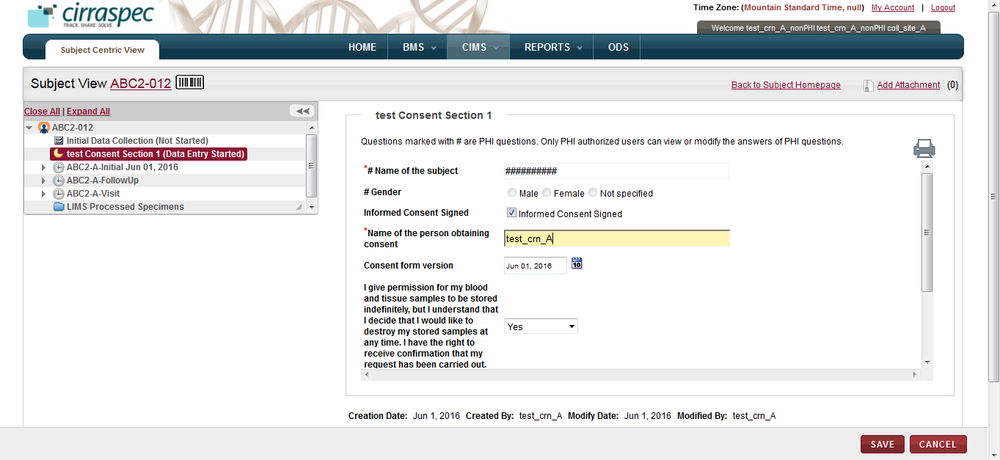 cirraspec
TRACK. SHARE. SOLVE.
Time Zone: (Mountain Standard Time, null) My Account | Logout
Welcome test_crn_A_nonPHI test_crn_A_nonPHI coll_site_A
Subject Centric View
HOME BMS CIMS REPORTS ODS
Subject View ABC2-012
Back to Subject Homepage Add Attachment (0)
Close All | Expand All
ABC2-012
Initial Data Collection (Not Started)
test Consent Section 1 (Data Entry Started)
ABC2-A-Initial Jun 01, 2016
ABC2-A-FollowUp
ABC2-A-Visit
LIMS Processed Specimens
test Consent Section 1
Questions marked with # are PHI questions. Only PHI authorized users can view or modify the answers of PHI questions.
*# Name of the subject ##########
# Gender Male Female Not specified
Informed Consent Signed Informed Consent Signed
*Name of the person obtaining
consent
test_crn_A
Consent form version Jun 01, 2016 10
I give permission for my blood
and tissue samples to be stored
indefinitely, but I understand that
I decide that I would like to
destroy my stored samples at
any time. I have the right to
receive confirmation that my
request has been carried out.
Yes
Creation Date: Jun 1, 2016 Created By: test_crn_A Modify Date: Jun 1, 2016 Modified By: test_crn_A
SAVE CANCEL